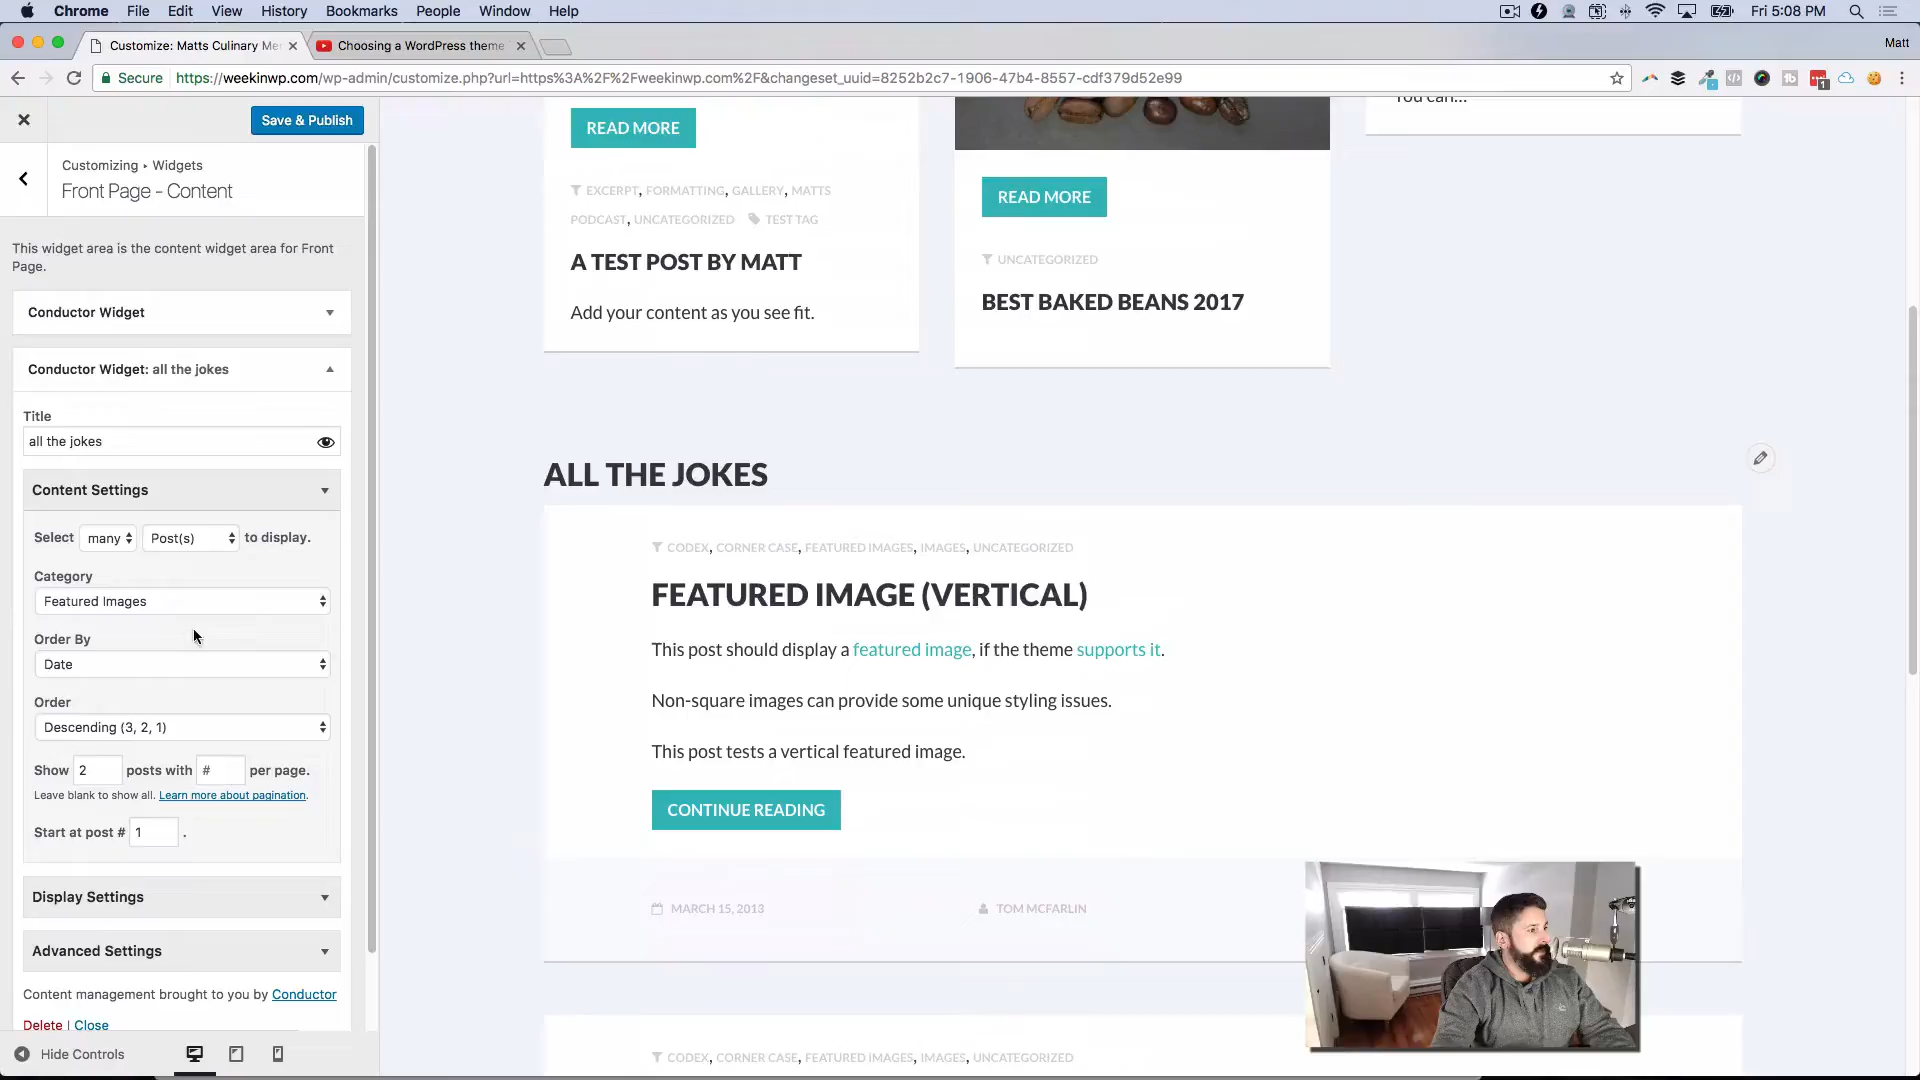 Chrome File Edit View History Bookmarks People Window Help
Fri 5:08 PM
Customize: Matts Culinary Me
Choosing a WordPress theme
Matt
Secure https://weekinwp.com/wp-admin/customize.php?url=https%3A%2F%2Fweekinwp.com%2F&changeset_uuid=8252b2c7-1906-47b4-8557-cdf379d52e99
Save & Publish
Customizing ▸ Widgets
Front Page - Content
This widget area is the content widget area for Front
Page.
Conductor Widget
Conductor Widget: all the jokes
Title
all the jokes
Content Settings
Select many Post(s) to display.
Category
Featured Images
Order By
Date
Order
Descending (3, 2, 1)
Show 2 posts with # per page.
Leave blank to show all. Learn more about pagination.
Start at post # 1 .
Display Settings
Advanced Settings
Content management brought to you by Conductor
Delete | Close
Hide Controls
READ MORE
EXCERPT, FORMATTING, GALLERY, MATTS
PODCAST, UNCATEGORIZED TEST TAG
A TEST POST BY MATT
Add your content as you see fit.
READ MORE
UNCATEGORIZED
BEST BAKED BEANS 2017
You can...
ALL THE JOKES
CODEX, CORNER CASE, FEATURED IMAGES, IMAGES, UNCATEGORIZED
FEATURED IMAGE (VERTICAL)
This post should display a featured image, if the theme supports it.
Non-square images can provide some unique styling issues.
This post tests a vertical featured image.
CONTINUE READING
MARCH 15, 2013
TOM MCFARLIN
CODEX, CORNER CASE, FEATURED IMAGES, IMAGES, UNCATEGORIZED